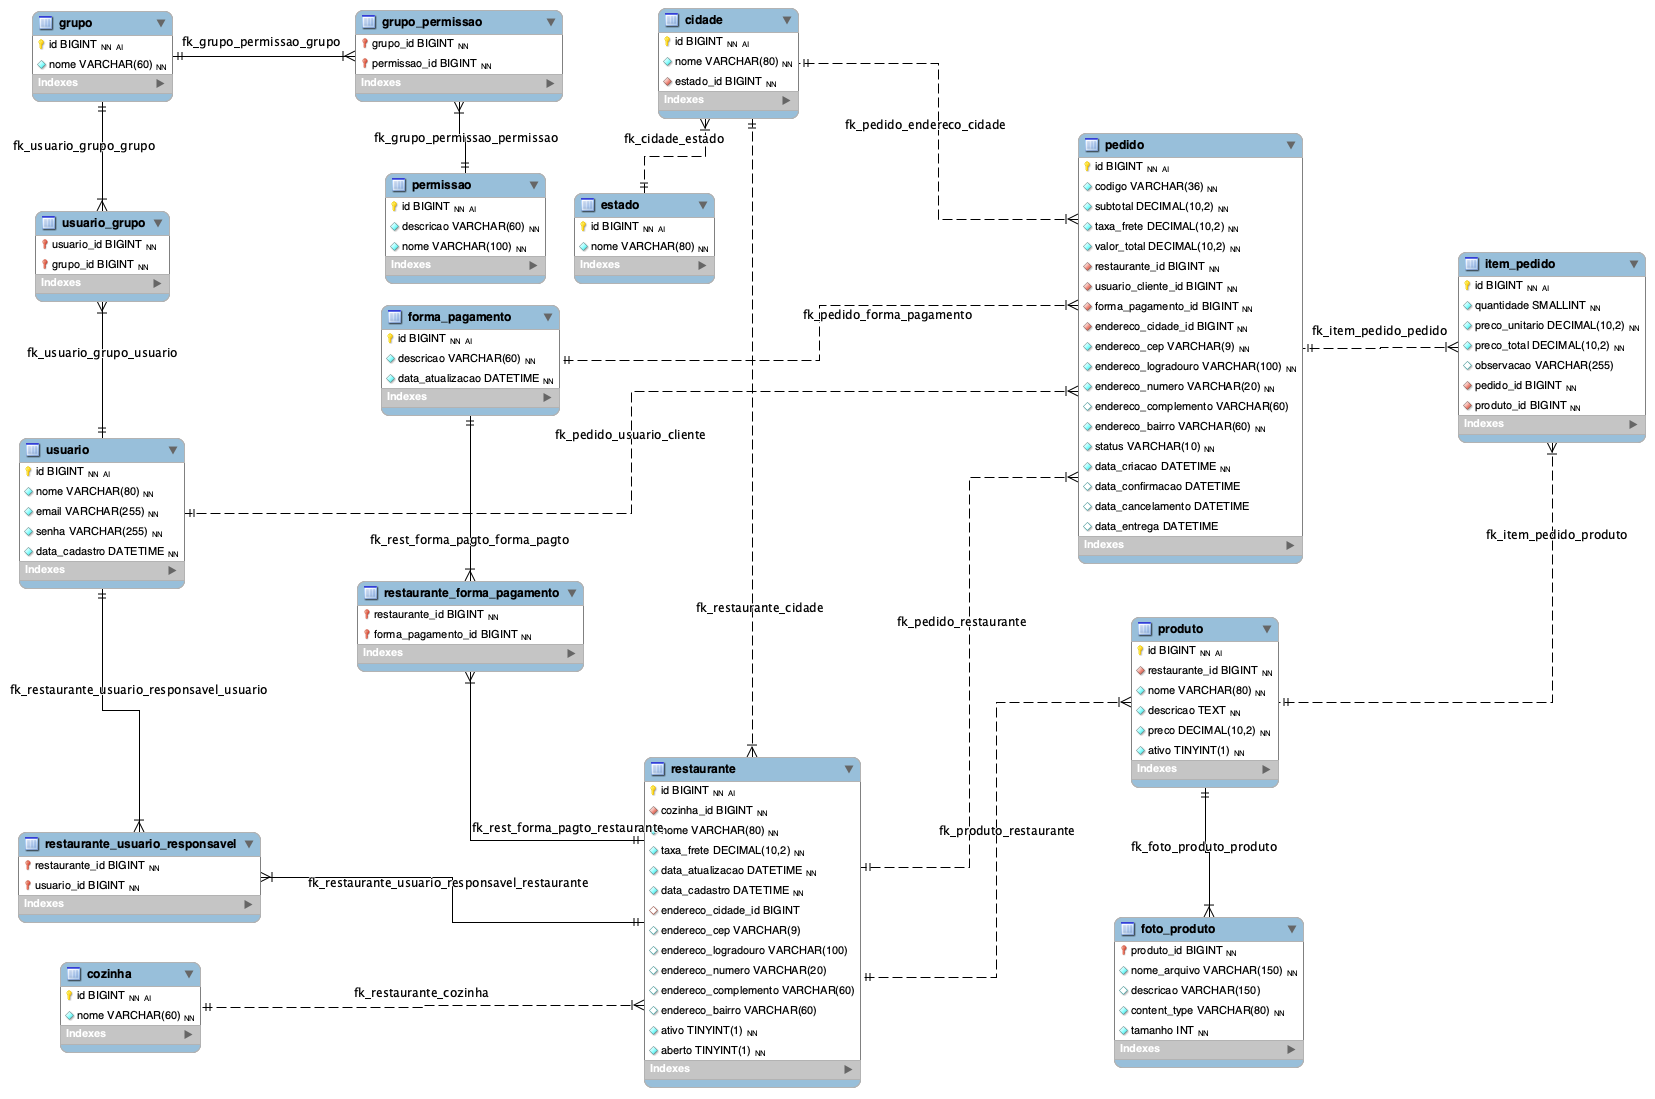 grupo
id BIGINT NN AI
nome VARCHAR(60) NN
Indexes
fk_grupo_permissao_grupo
grupo_permissao
grupo_id BIGINT NN
permissao_id BIGINT NN
Indexes
cidade
id BIGINT NN AI
nome VARCHAR(80) NN
estado_id BIGINT NN
Indexes
fk_pedido_endereco_cidade
fk_usuario_grupo_grupo
fk_grupo_permissao_permissao
fk_cidade_estado
permissao
id BIGINT NN AI
descricao VARCHAR(60) NN
nome VARCHAR(100) NN
Indexes
estado
id BIGINT NN AI
nome VARCHAR(80) NN
Indexes
usuario_grupo
usuario_id BIGINT NN
grupo_id BIGINT NN
Indexes
pedido
id BIGINT NN AI
codigo VARCHAR(36) NN
subtotal DECIMAL(10,2) NN
taxa_frete DECIMAL(10,2) NN
valor_total DECIMAL(10,2) NN
restaurante_id BIGINT NN
usuario_cliente_id BIGINT NN
forma_pagamento_id BIGINT NN
endereco_cidade_id BIGINT NN
endereco_cep VARCHAR(9) NN
endereco_logradouro VARCHAR(100) NN
endereco_numero VARCHAR(20) NN
endereco_complemento VARCHAR(60)
endereco_bairro VARCHAR(60) NN
status VARCHAR(10) NN
data_criacao DATETIME NN
data_confirmacao DATETIME
data_cancelamento DATETIME
data_entrega DATETIME
Indexes
item_pedido
id BIGINT NN AI
quantidade SMALLINT NN
preco_unitario DECIMAL(10,2) NN
preco_total DECIMAL(10,2) NN
observacao VARCHAR(255)
pedido_id BIGINT NN
produto_id BIGINT NN
Indexes
fk_item_pedido_pedido
forma_pagamento
id BIGINT NN AI
descricao VARCHAR(60) NN
data_atualizacao DATETIME NN
Indexes
fk_pedido_forma_pagamento
fk_usuario_grupo_usuario
fk_pedido_usuario_cliente
usuario
id BIGINT NN AI
nome VARCHAR(80) NN
email VARCHAR(255) NN
senha VARCHAR(255) NN
data_cadastro DATETIME NN
Indexes
fk_rest_forma_pagto_forma_pagto
fk_item_pedido_produto
restaurante_forma_pagamento
restaurante_id BIGINT NN
forma_pagamento_id BIGINT NN
Indexes
fk_restaurante_cidade
fk_pedido_restaurante
produto
id BIGINT NN AI
restaurante_id BIGINT NN
nome VARCHAR(80) NN
descricao TEXT NN
preco DECIMAL(10,2) NN
ativo TINYINT(1) NN
Indexes
fk_restaurante_usuario_responsavel_usuario
restaurante
id BIGINT NN AI
cozinha_id BIGINT NN
nome VARCHAR(80) NN
taxa_frete DECIMAL(10,2) NN
data_atualizacao DATETIME NN
data_cadastro DATETIME NN
endereco_cidade_id BIGINT
endereco_cep VARCHAR(9)
endereco_logradouro VARCHAR(100)
endereco_numero VARCHAR(20)
endereco_complemento VARCHAR(60)
endereco_bairro VARCHAR(60)
ativo TINYINT(1) NN
aberto TINYINT(1) NN
Indexes
fk_rest_forma_pagto_restaurante
fk_produto_restaurante
fk_foto_produto_produto
restaurante_usuario_responsavel
restaurante_id BIGINT NN
usuario_id BIGINT NN
Indexes
fk_restaurante_usuario_responsavel_restaurante
foto_produto
produto_id BIGINT NN
nome_arquivo VARCHAR(150) NN
descricao VARCHAR(150)
content_type VARCHAR(80) NN
tamanho INT NN
Indexes
cozinha
id BIGINT NN AI
nome VARCHAR(60) NN
Indexes
fk_restaurante_cozinha